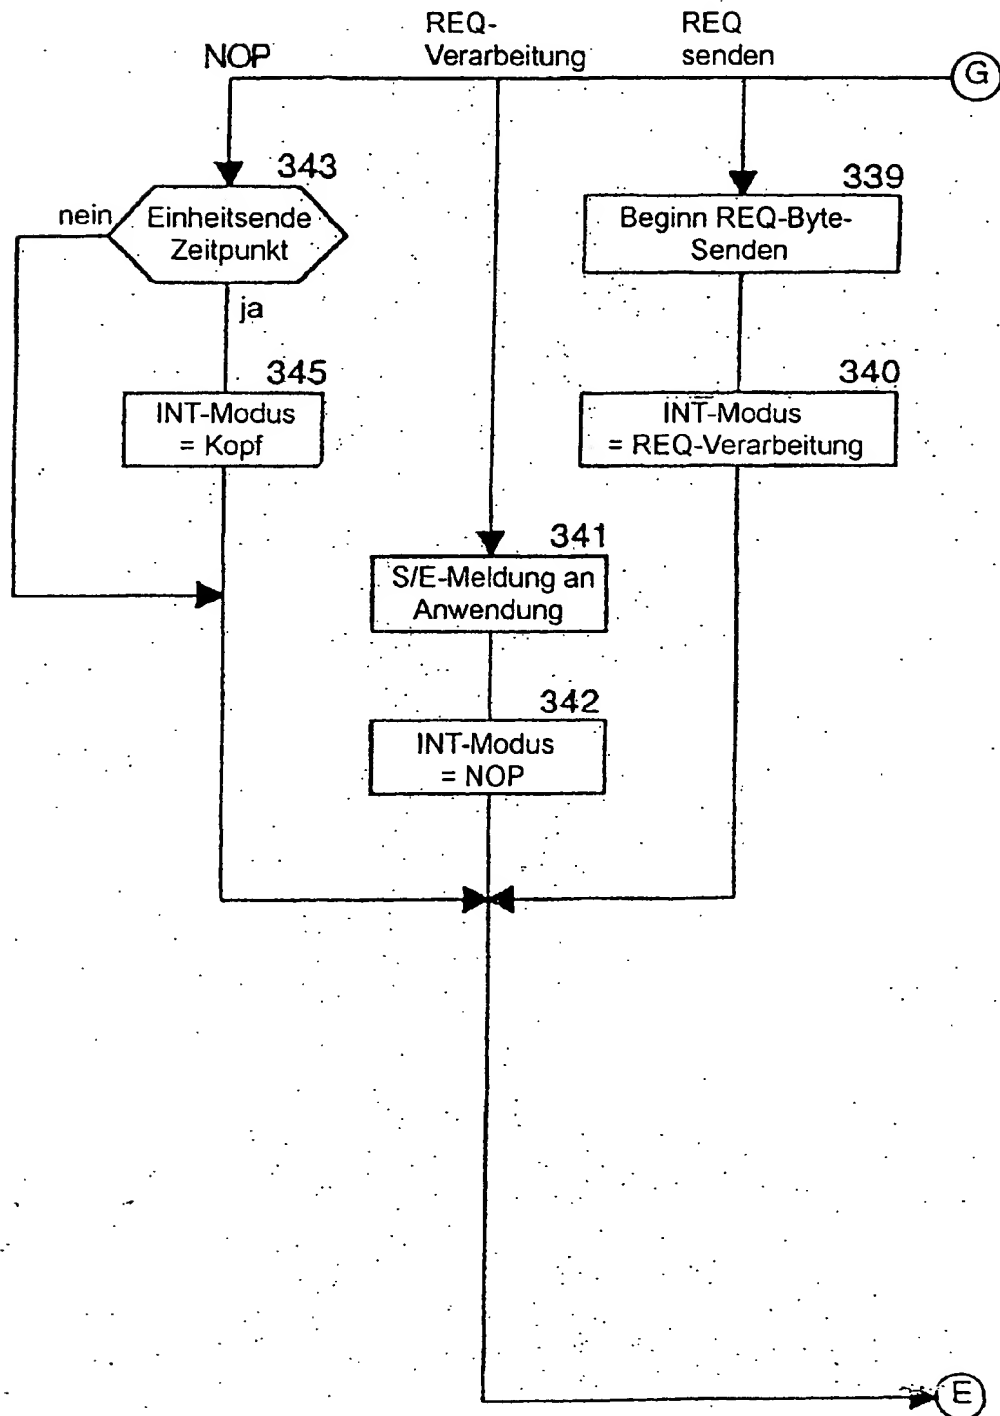 NOP
REQ-
Verarbeitung
REQ
senden
G
343
nein
Einheitsende
Zeitpunkt
ja
339
Beginn REQ-Byte-
Senden
345
INT-Modus
= Kopf
340
INT-Modus
= REQ-Verarbeitung
341
S/E-Meldung an
Anwendung
342
INT-Modus
= NOP
E